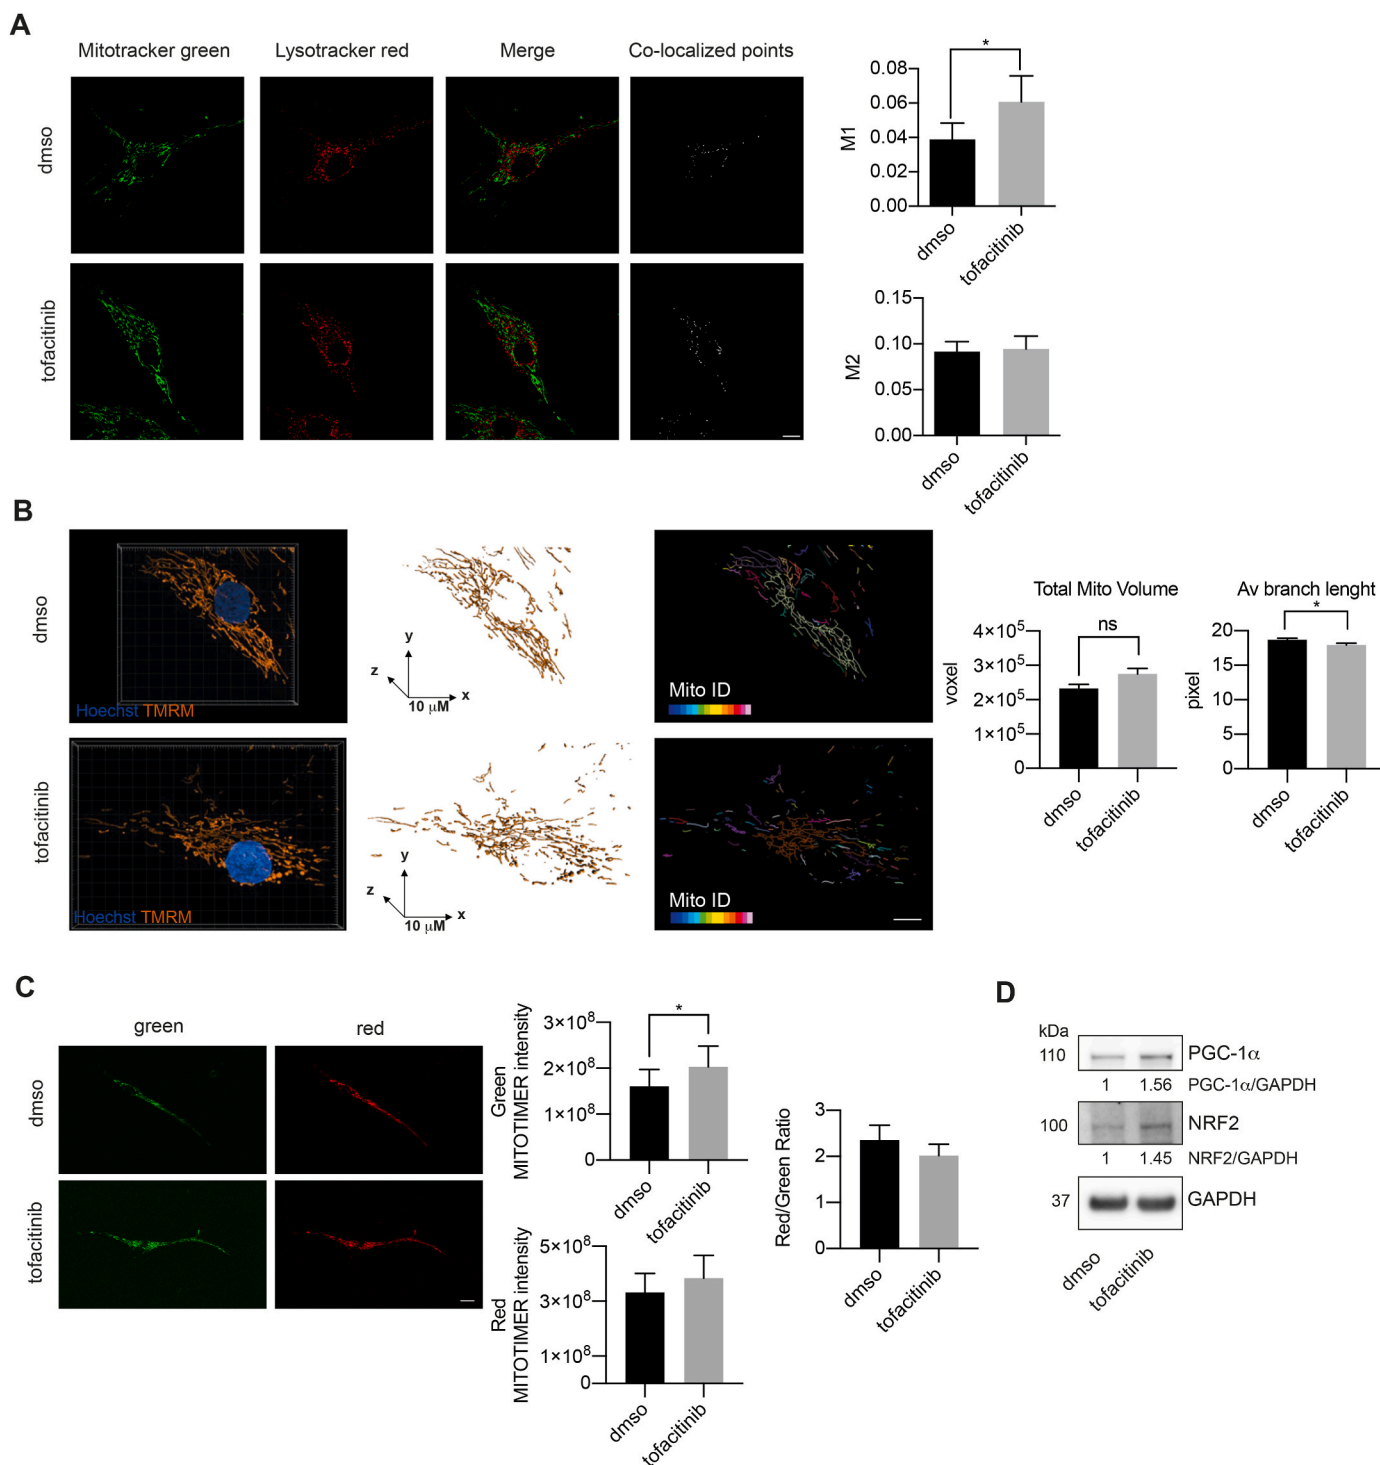 A
Mitotracker green
Lysotracker red
Merge
Co-localized points
dmso
tofacitinib
M1
0.08
0.06
0.04
0.02
0.00
*
dmso
tofacitinib
M2
0.15
0.10
0.05
0.00
dmso
tofacitinib
B
dmso
Hoechst TMRM
y
z
x
10 μM
Mito ID
tofacitinib
Hoechst TMRM
y
z
x
10 μM
Mito ID
Total Mito Volume
voxel
4×10⁵
3×10⁵
2×10⁵
1×10⁵
0
ns
dmso
tofacitinib
Av branch lenght
pixel
20
15
10
5
0
*
dmso
tofacitinib
C
green
red
dmso
tofacitinib
Green
MITOTIMER intensity
3×10⁸
2×10⁸
1×10⁸
0
*
dmso
tofacitinib
Red
MITOTIMER intensity
5×10⁸
3×10⁸
1×10⁸
0
dmso
tofacitinib
Red/Green Ratio
3
2
1
0
dmso
tofacitinib
D
kDa
110
PGC-1α
1 1.56 PGC-1α/GAPDH
100
NRF2
1 1.45 NRF2/GAPDH
37
GAPDH
dmso
tofacitinib